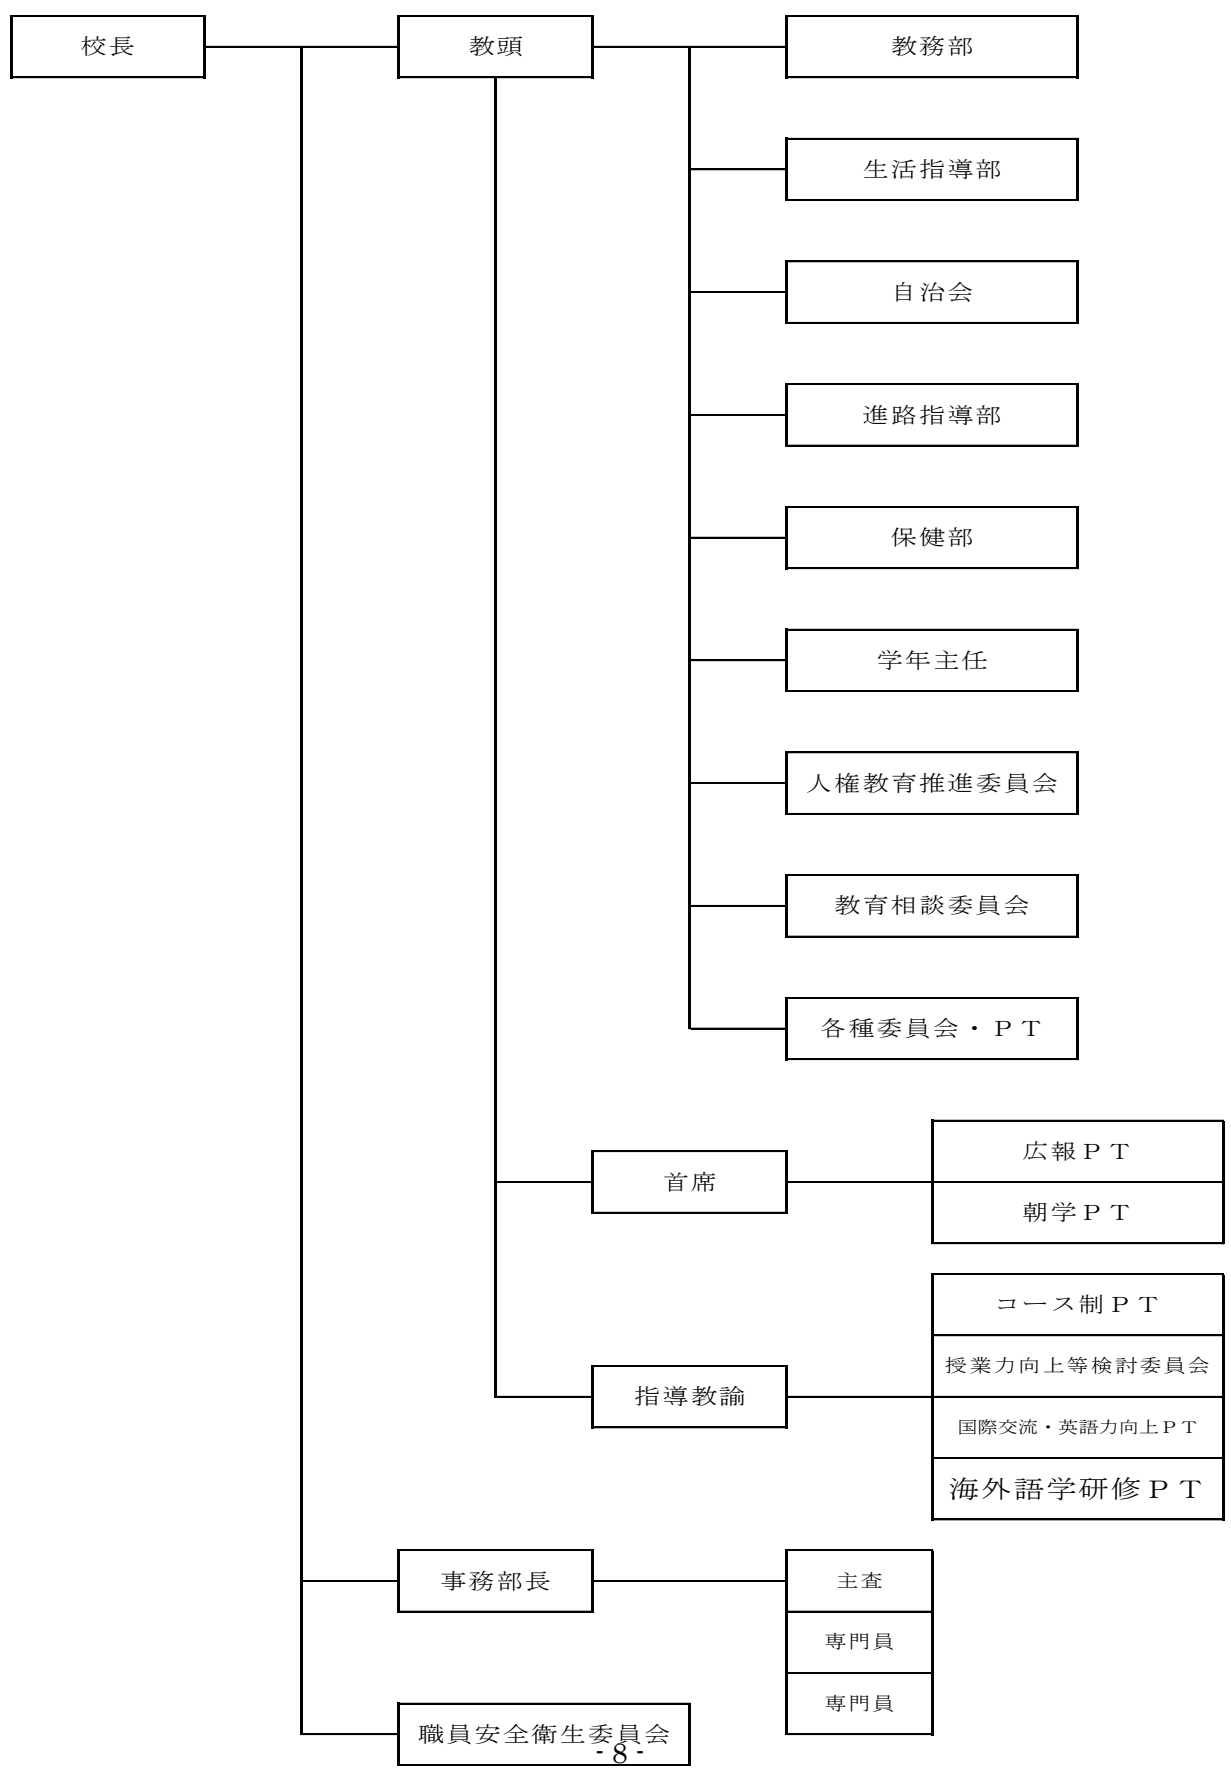 校長
教頭
教務部
生活指導部
自治会
進路指導部
保健部
学年主任
人権教育推進委員会
教育相談委員会
各種委員会・ＰＴ
首席
広報ＰＴ
朝学ＰＴ
指導教諭
コース制ＰＴ
授業力向上等検討委員会
国際交流・英語力向上ＰＴ
海外語学研修ＰＴ
事務部長
主査
専門員
専門員
職員安全衛生委員会
- 8 -